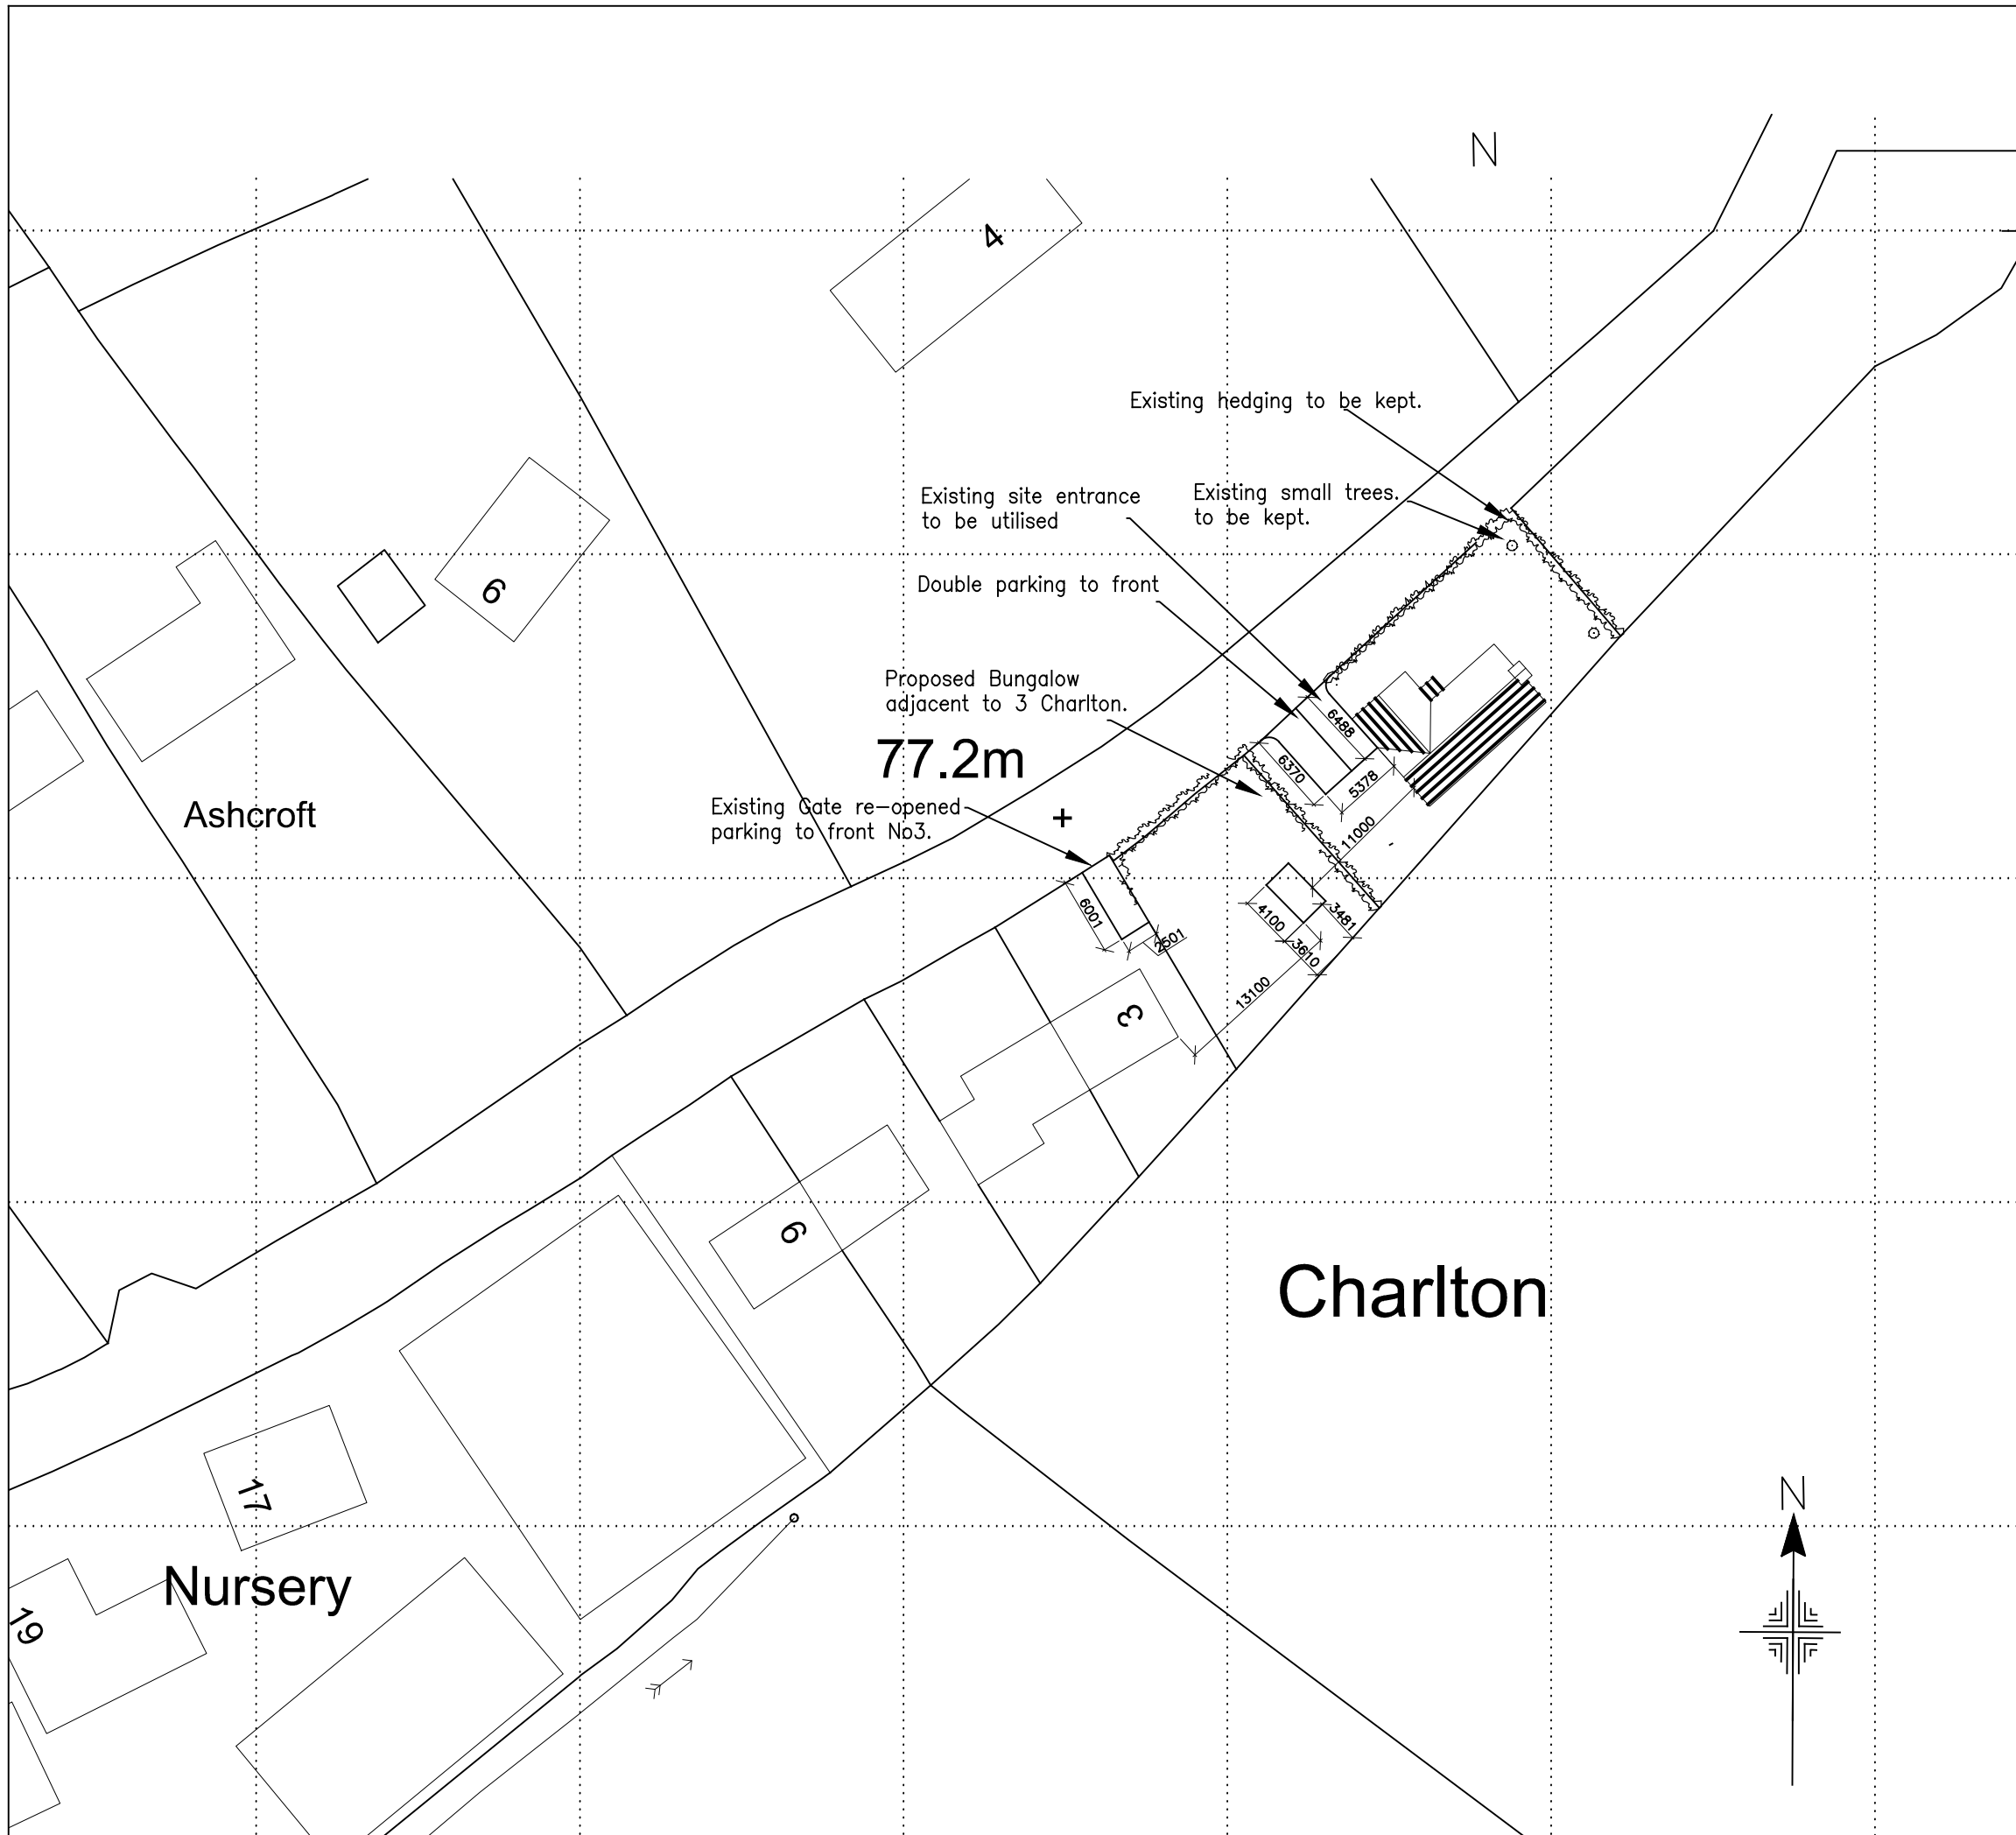 N
4
Existing hedging to be kept.
Existing site entrance
to be utilised
Existing small trees.
to be kept.
Double parking to front
6
Proposed Bungalow
adjacent to 3 Charlton.
6488
77.2m
6370
5378
Existing Gate re-opened
parking to front No3.
Ashcroft
11000
6001
2501
4100
3481
3610
13100
3
6
Charlton
17
N
Nursery
19